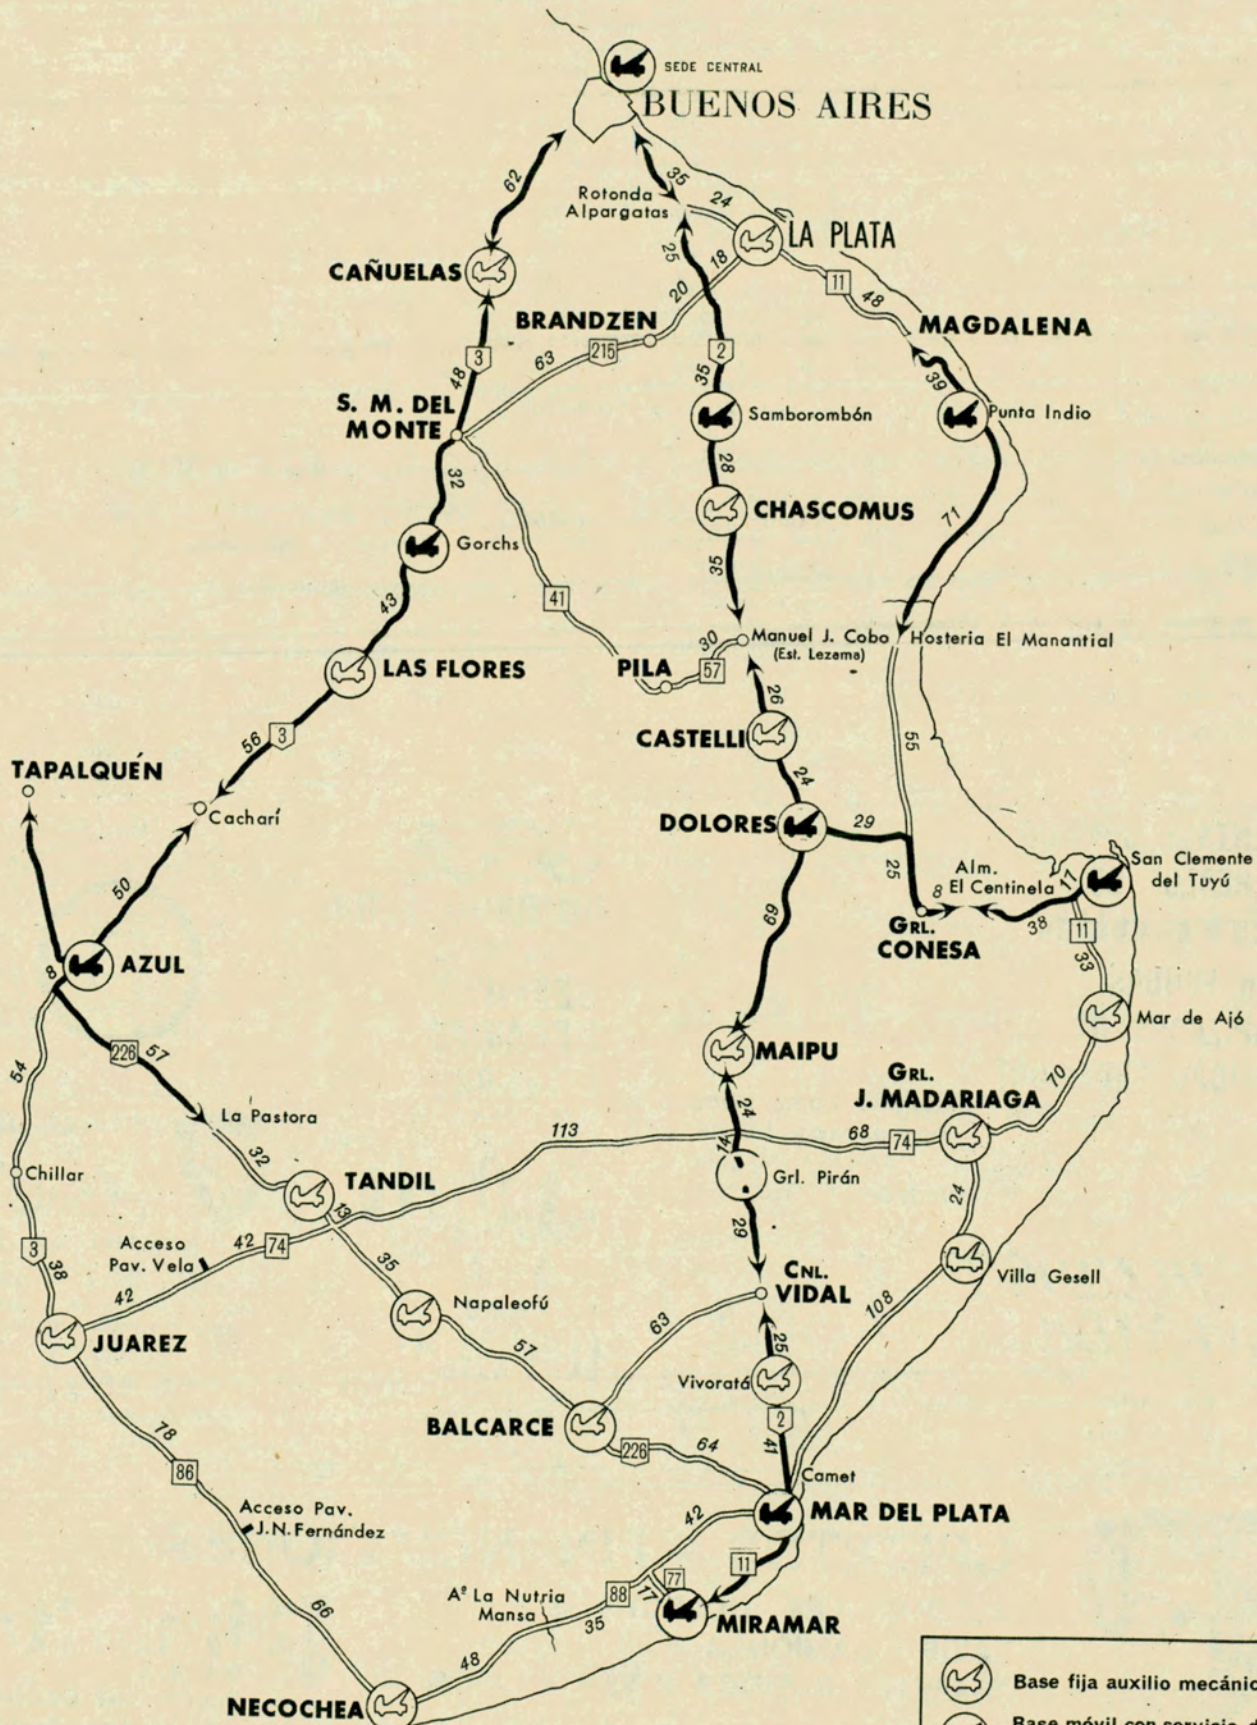 SEDE CENTRAL
BUENOS AIRES
62
35
Rotonda
Alpargatas
24
LA PLATA
25
18
20
11
48
CAÑUELAS
BRANDZEN
MAGDALENA
3
48
63
215
2
35
39
S. M. DEL
MONTE
Samborombón
Punta Indio
32
28
CHASCOMUS
71
Gorchs
35
43
41
30
Manuel J. Cobo
(Est. Lezama)
Hosteria El Manantial
LAS FLORES
PILA
57
26
56
3
CASTELLI
55
TAPALQUÉN
24
Cacharí
DOLORES
29
50
25
Alm.
El Centinela
8
17
San Clemente
del Tuyú
38
GRL.
CONESA
11
33
69
8
AZUL
Mar de Ajó
226
57
MAIPU
54
GRL.
J. MADARIAGA
70
La Pastora
24
113
68
74
14
Chillar
32
TANDIL
Grl. Pirán
24
13
3
38
Acceso
Pav. Vela
42
74
29
35
Villa Gesell
42
CNL.
VIDAL
108
Napaleofú
63
JUAREZ
57
25
Vivoratá
78
BALCARCE
2
226
64
41
86
Camet
Acceso Pav.
J.N. Fernández
42
MAR DEL PLATA
11
Aº La Nutria
Mansa
88
77
17
66
35
MIRAMAR
48
NECOCHEA
Base fija auxilio mecánic
Base móvil con servicio d